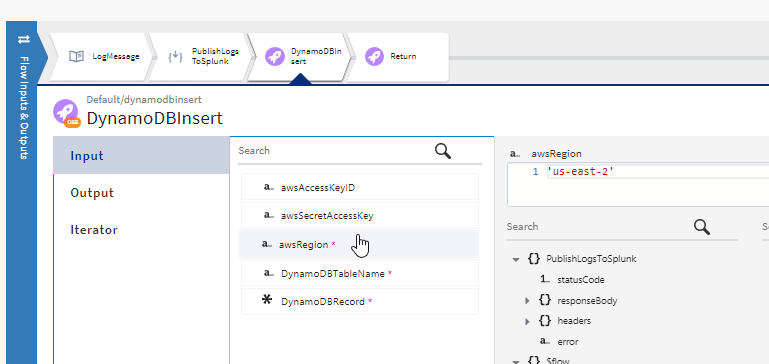 Flow Inputs & Outputs
LogMessage
PublishLogs
ToSplunk
DynamoDBIn
sert
Return
Default/dynamodbinsert
DynamoDBInsert
Input
Output
Iterator
Search
a.. awsAccessKeyID
a.. awsSecretAccessKey
a.. awsRegion *
a.. DynamoDBTableName *
* DynamoDBRecord *
a.. awsRegion
1 'us-east-2'
Search
Se
{} PublishLogsToSplunk
1.. statusCode
{} responseBody
{} headers
a.. error
{} $flow